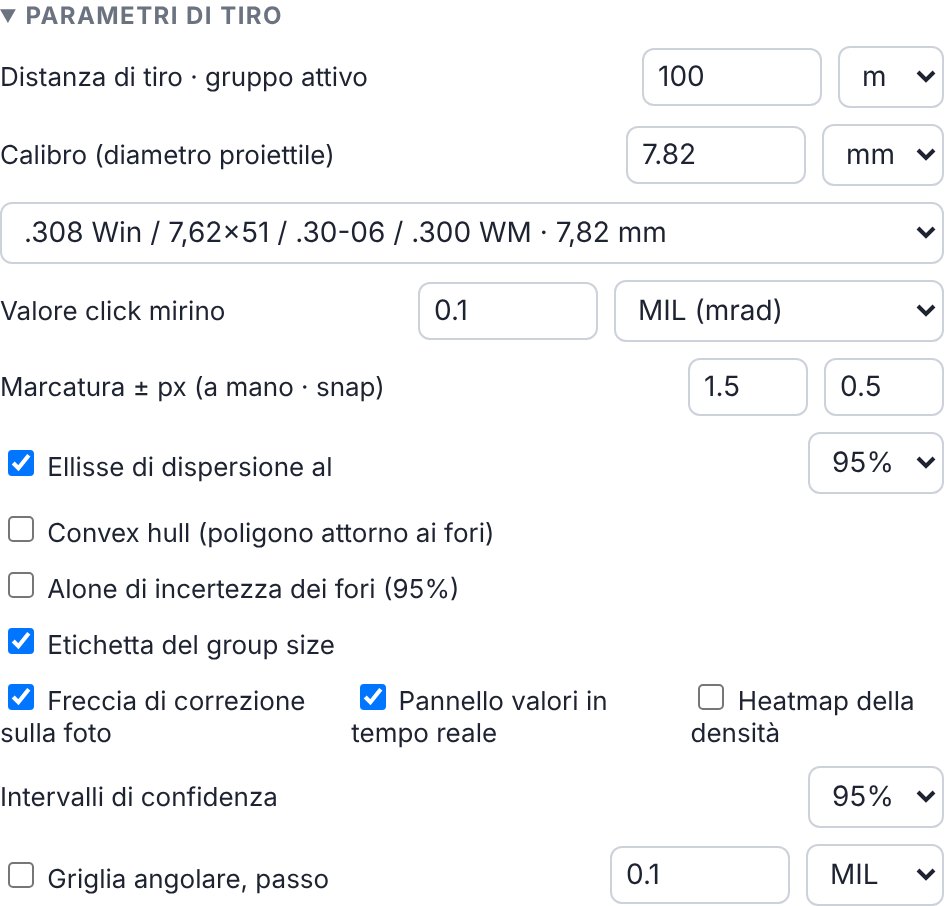 ▼ PARAMETRI DI TIRO
Distanza di tiro · gruppo attivo 100 m
Calibro (diametro proiettile) 7.82 mm
.308 Win / 7,62×51 / .30-06 / .300 WM · 7,82 mm
Valore click mirino 0.1 MIL (mrad)
Marcatura ± px (a mano · snap) 1.5 0.5
Ellisse di dispersione al 95%
Convex hull (poligono attorno ai fori)
Alone di incertezza dei fori (95%)
Etichetta del group size
Freccia di correzione
sulla foto
Pannello valori in
tempo reale
Heatmap della
densità
Intervalli di confidenza 95%
Griglia angolare, passo 0.1 MIL